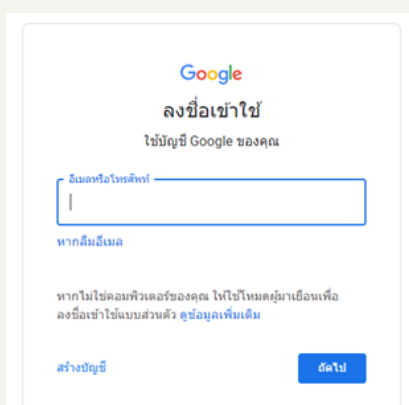 Google
ลงชื่อเข้าใช้
ใช้บัญชี Google ของคุณ
อีเมลหรือโทรศัพท์
หากลืมอีเมล
หากไม่ใช่คอมพิวเตอร์ของคุณ ให้ใช้โหมดผู้มาเยือนเพื่อ
ลงชื่อเข้าใช้แบบส่วนตัว ดูข้อมูลเพิ่มเติม
สร้างบัญชี
ถัดไป